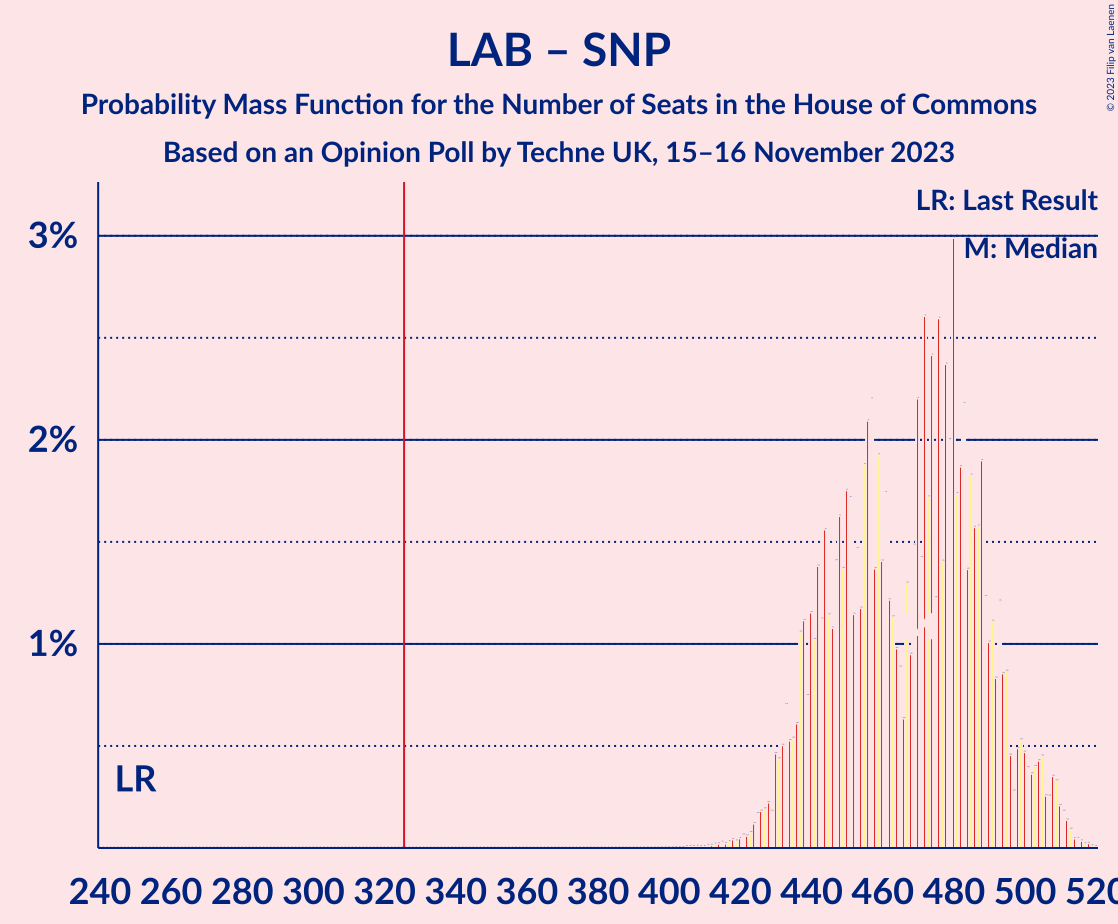 LAB – SNP
Probability Mass Function for the Number of Seats in the House of Commons
Based on an Opinion Poll by Techne UK, 15–16 November 2023
© 2023 Filip van Laenen
LR: Last Result
M: Median
3%
2%
1%
LR
240 260 280 300 320 340 360 380 400 420 440 460 480 500 520